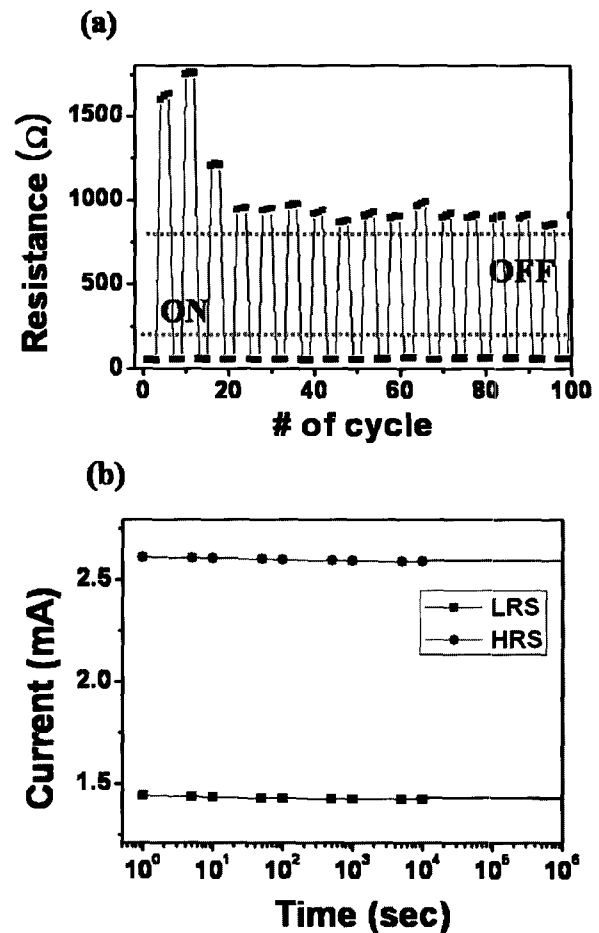 (a)
Resistance (Ω)
1500
1000
500
0
ON
OFF
0 20 40 60 80 100
# of cycle
(b)
Current (mA)
2.5
2.0
1.5
LRS
HRS
10⁰ 10¹ 10² 10³ 10⁴ 10⁵ 10⁶
Time (sec)